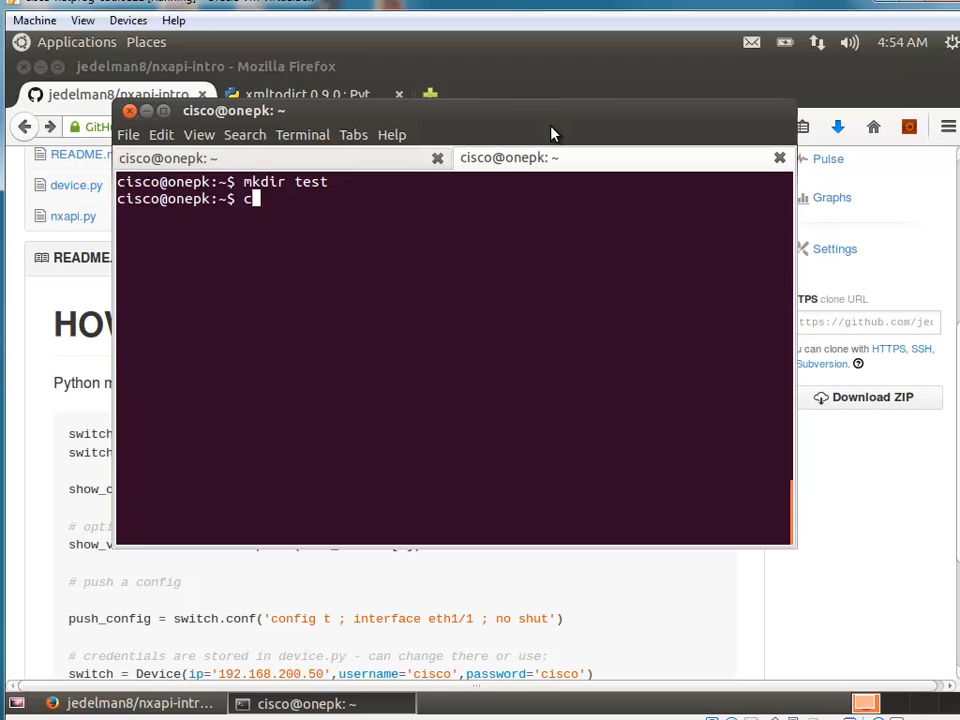 Machine View Devices Help
Applications Places 4:54 AM
jedelman8/nxapi-intro - Mozilla Firefox
jedelman8/nxapi-intro xmltodict 0.9.0 : Pyt
cisco@onepk: ~
File Edit View Search Terminal Tabs Help
cisco@onepk: ~ cisco@onepk: ~
cisco@onepk:~$ mkdir test
cisco@onepk:~$ c
README.
device.py
nxapi.py
README.
Python
switch
switch
show_
# opti
show_v
# push a config
push_config = switch.conf('config t ; interface eth1/1 ; no shut')
# credentials are stored in device.py - can change there or use:
switch = Device(ip='192.168.200.50',username='cisco',password='cisco')
Pulse
Graphs
Settings
TPS clone URL
ttps://github.com/jed
u can clone with HTTPS, SSH,
Subversion.
Download ZIP
jedelman8/nxapi-intr... cisco@onepk: ~